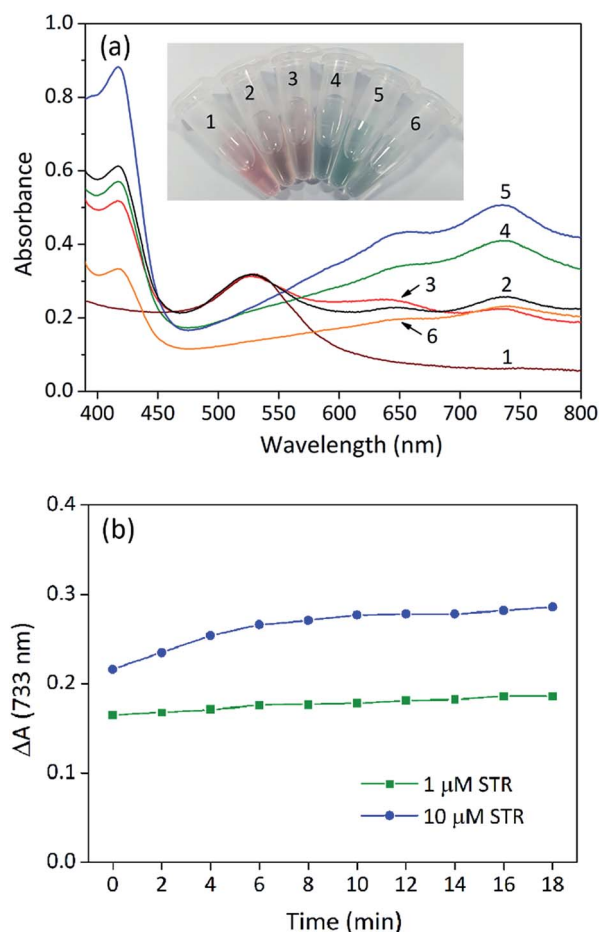 (a)
1 2 3 4 5 6
1.0
0.8
0.6
0.4
0.2
0.0
Absorbance
5
4
3
2
6
1
400 450 500 550 600 650 700 750 800
Wavelength (nm)
(b)
0.4
0.3
0.2
0.1
0.0
ΔA (733 nm)
1 μM STR
10 μM STR
0 2 4 6 8 10 12 14 16 18
Time (min)